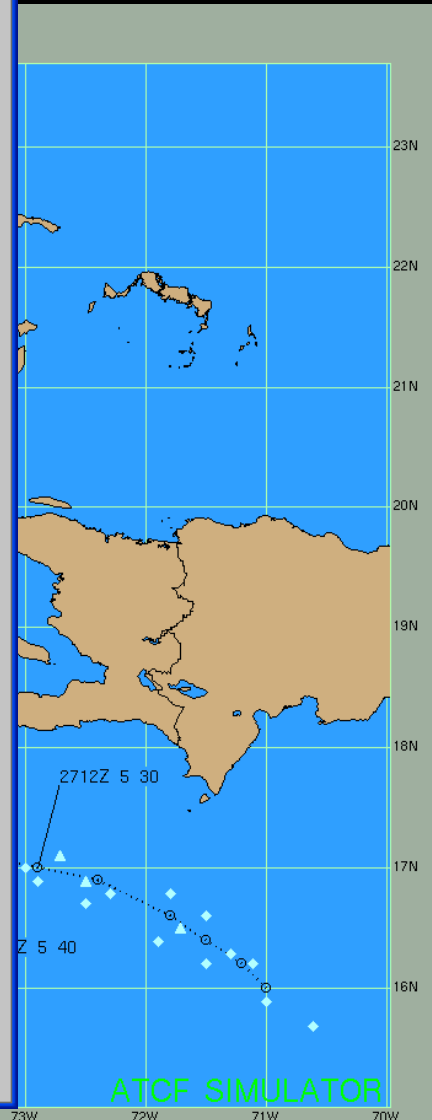 23N
22N
21N
20N
19N
18N
2712Z 5 30
17N
Z 5 40
16N
ATCF SIMULATOR
73W 72W 71W 70W